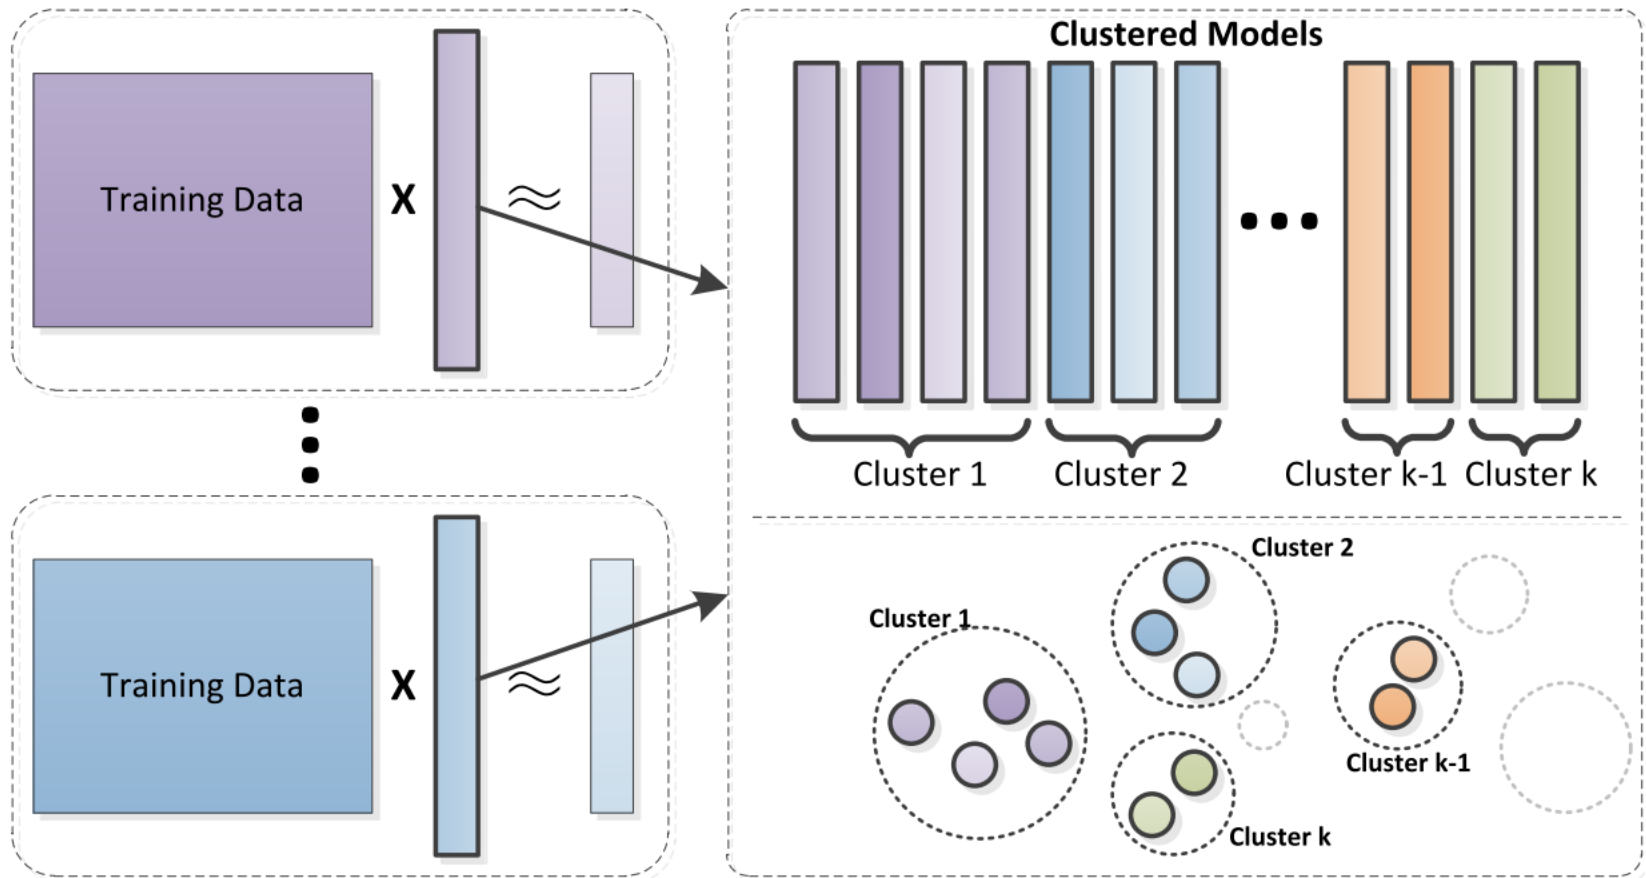 Training Data
X
≈
Training Data
X
≈
Clustered Models
Cluster 1
Cluster 2
Cluster k-1
Cluster k
Cluster 2
Cluster 1
Cluster k-1
Cluster k